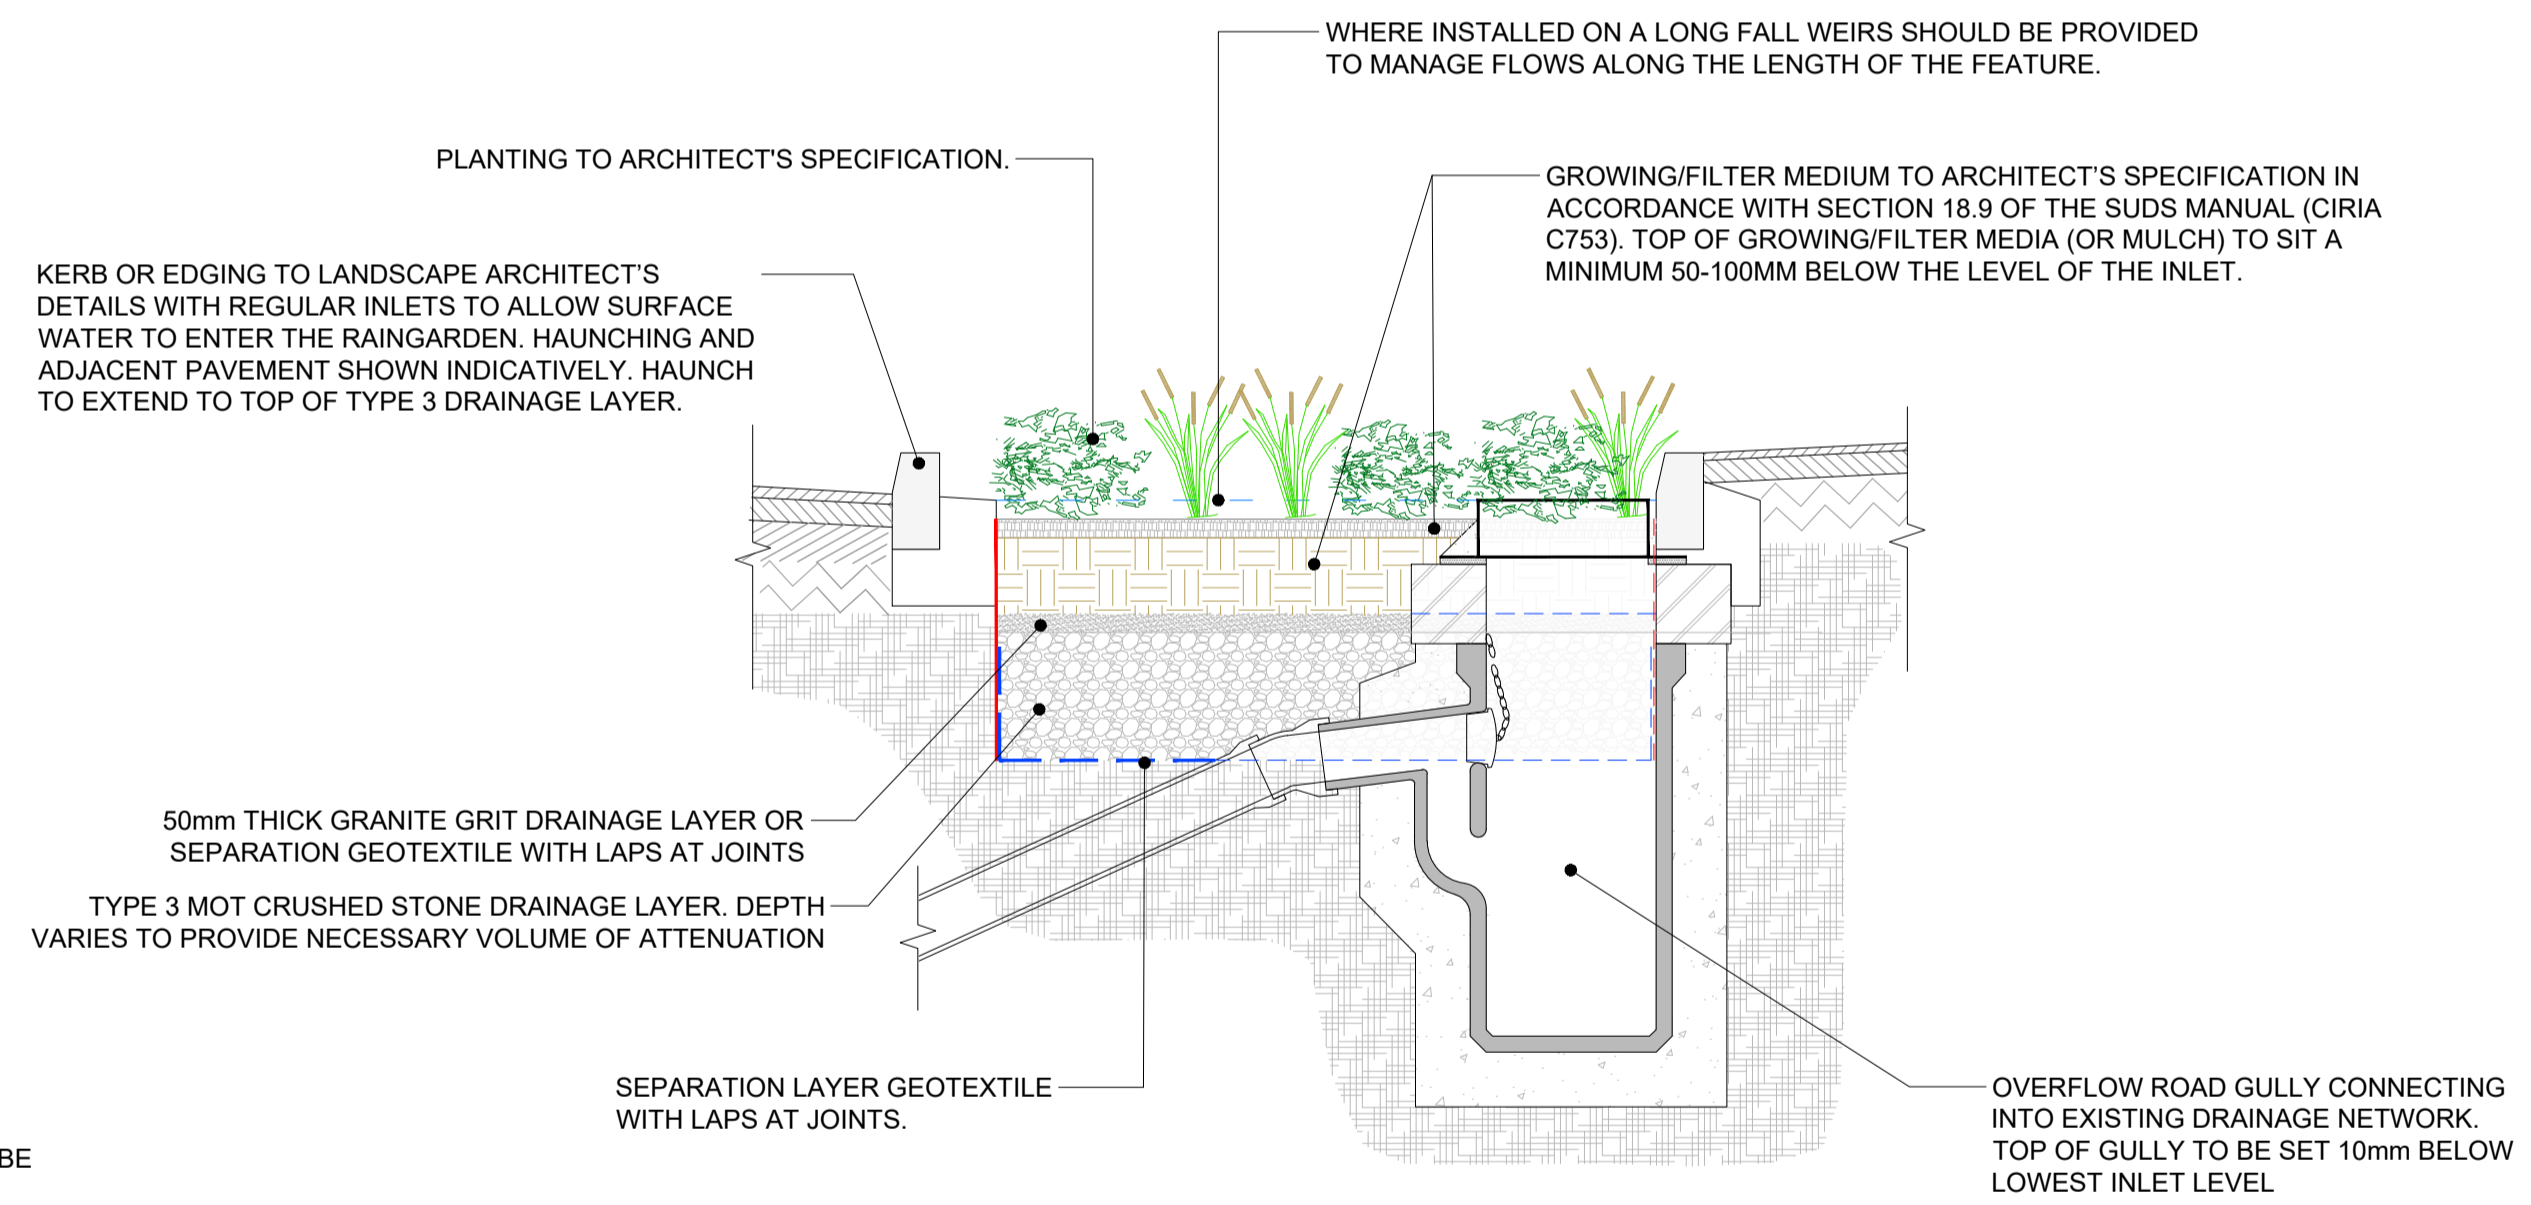 WHERE INSTALLED ON A LONG FALL WEIRS SHOULD BE PROVIDED
TO MANAGE FLOWS ALONG THE LENGTH OF THE FEATURE.
PLANTING TO ARCHITECT'S SPECIFICATION.
GROWING/FILTER MEDIUM TO ARCHITECT’S SPECIFICATION IN
ACCORDANCE WITH SECTION 18.9 OF THE SUDS MANUAL (CIRIA
C753). TOP OF GROWING/FILTER MEDIA (OR MULCH) TO SIT A
MINIMUM 50-100MM BELOW THE LEVEL OF THE INLET.
KERB OR EDGING TO LANDSCAPE ARCHITECT’S
DETAILS WITH REGULAR INLETS TO ALLOW SURFACE
WATER TO ENTER THE RAINGARDEN. HAUNCHING AND
ADJACENT PAVEMENT SHOWN INDICATIVELY. HAUNCH
TO EXTEND TO TOP OF TYPE 3 DRAINAGE LAYER.
50mm THICK GRANITE GRIT DRAINAGE LAYER OR
SEPARATION GEOTEXTILE WITH LAPS AT JOINTS
TYPE 3 MOT CRUSHED STONE DRAINAGE LAYER. DEPTH
VARIES TO PROVIDE NECESSARY VOLUME OF ATTENUATION
SEPARATION LAYER GEOTEXTILE
WITH LAPS AT JOINTS.
OVERFLOW ROAD GULLY CONNECTING
INTO EXISTING DRAINAGE NETWORK.
TOP OF GULLY TO BE SET 10mm BELOW
LOWEST INLET LEVEL
BE